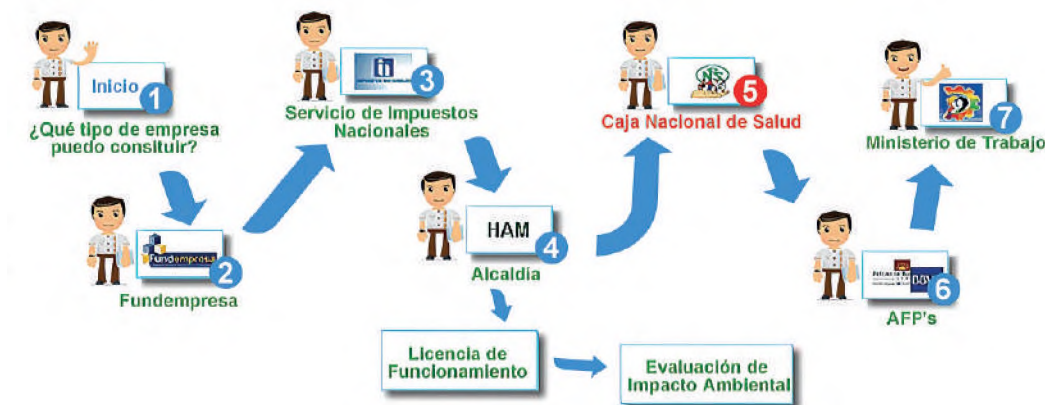 Inicio
1
¿Qué tipo de empresa
puedo consituir?
Fundempresa
2
Fundempresa
3
Servicio de Impuestos
Nacionales
HAM
4
Alcaldía
Licencia de
Funcionamiento
Evaluación de
Impacto Ambiental
5
Caja Nacional de Salud
BBV
6
AFP's
7
Ministerio de Trabajo